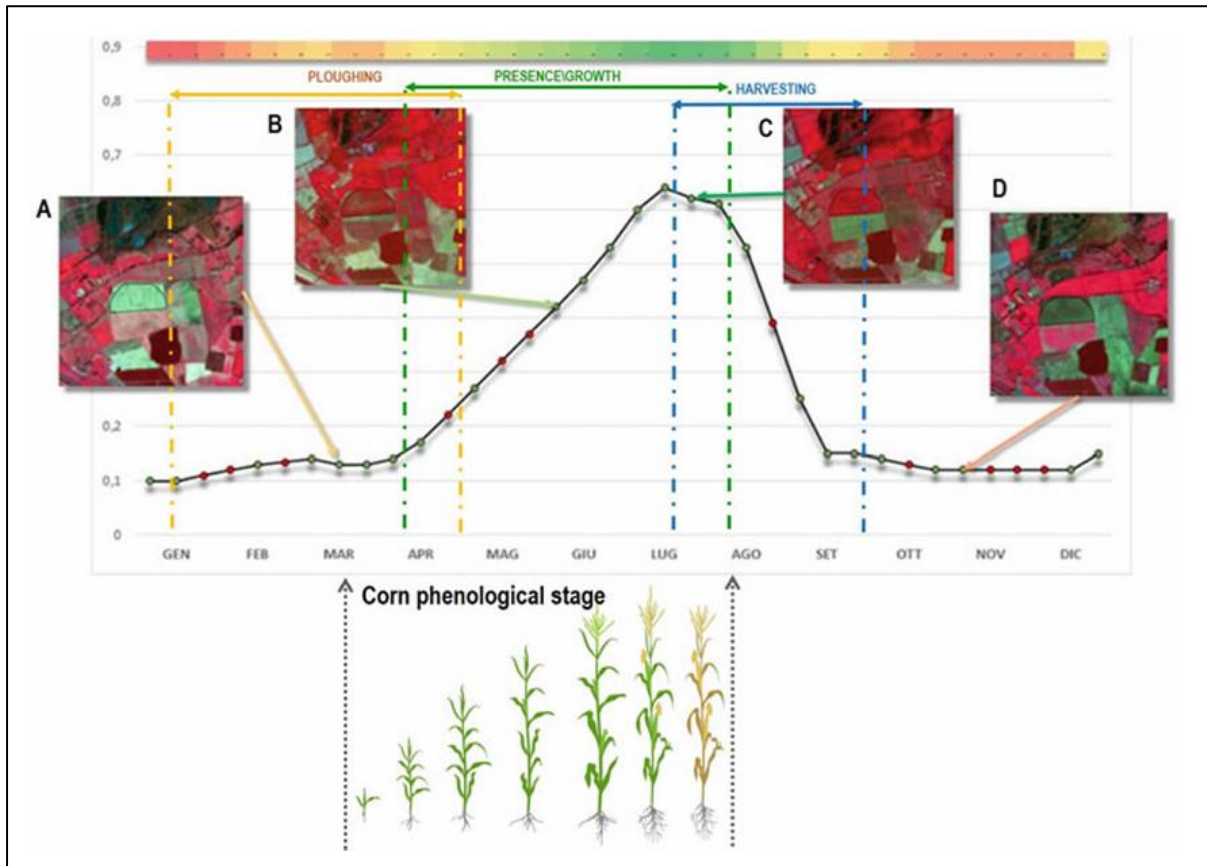 0,9
PLOUGHING
PRESENCE\GROWTH
HARVESTING
0,8
B
C
0,7
A
D
0,2
0,1
0
GEN FEB MAR APR MAG GIU LUG AGO SET OTT NOV DIC
Corn phenological stage